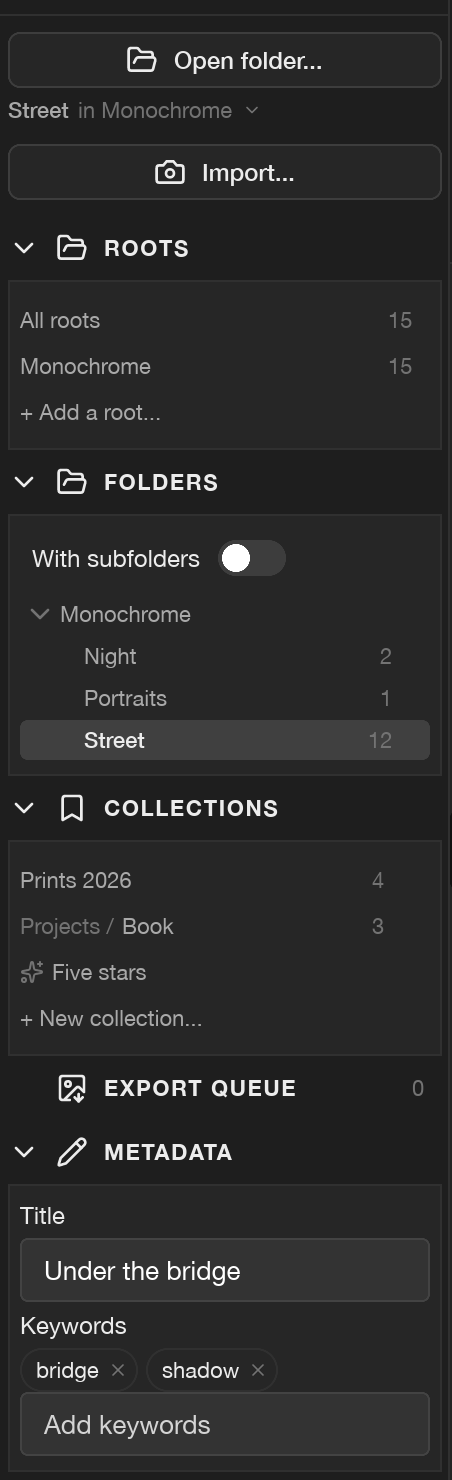 Open folder...
Street in Monochrome
Import...
ROOTS
All roots 15
Monochrome 15
+ Add a root...
FOLDERS
With subfolders
Monochrome
Night 2
Portraits 1
Street 12
COLLECTIONS
Prints 2026 4
Projects / Book 3
Five stars
+ New collection...
EXPORT QUEUE 0
METADATA
Title
Under the bridge
Keywords
bridge × shadow ×
Add keywords